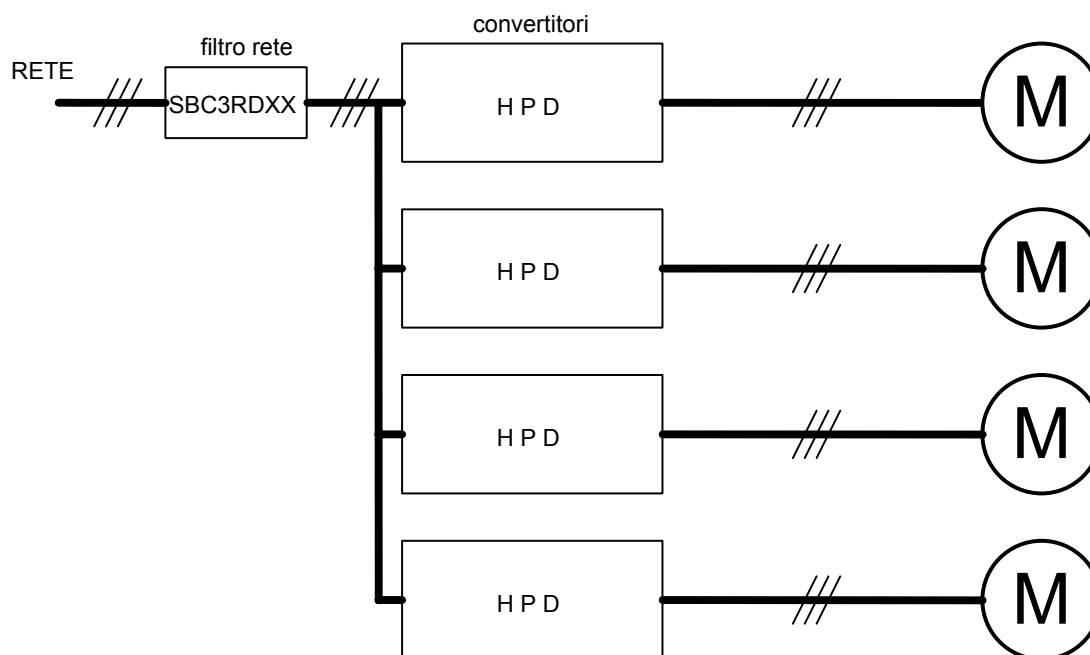 convertitori
filtro rete
RETE
SBC3RDXX
H P D
M
H P D
M
H P D
M
H P D
M